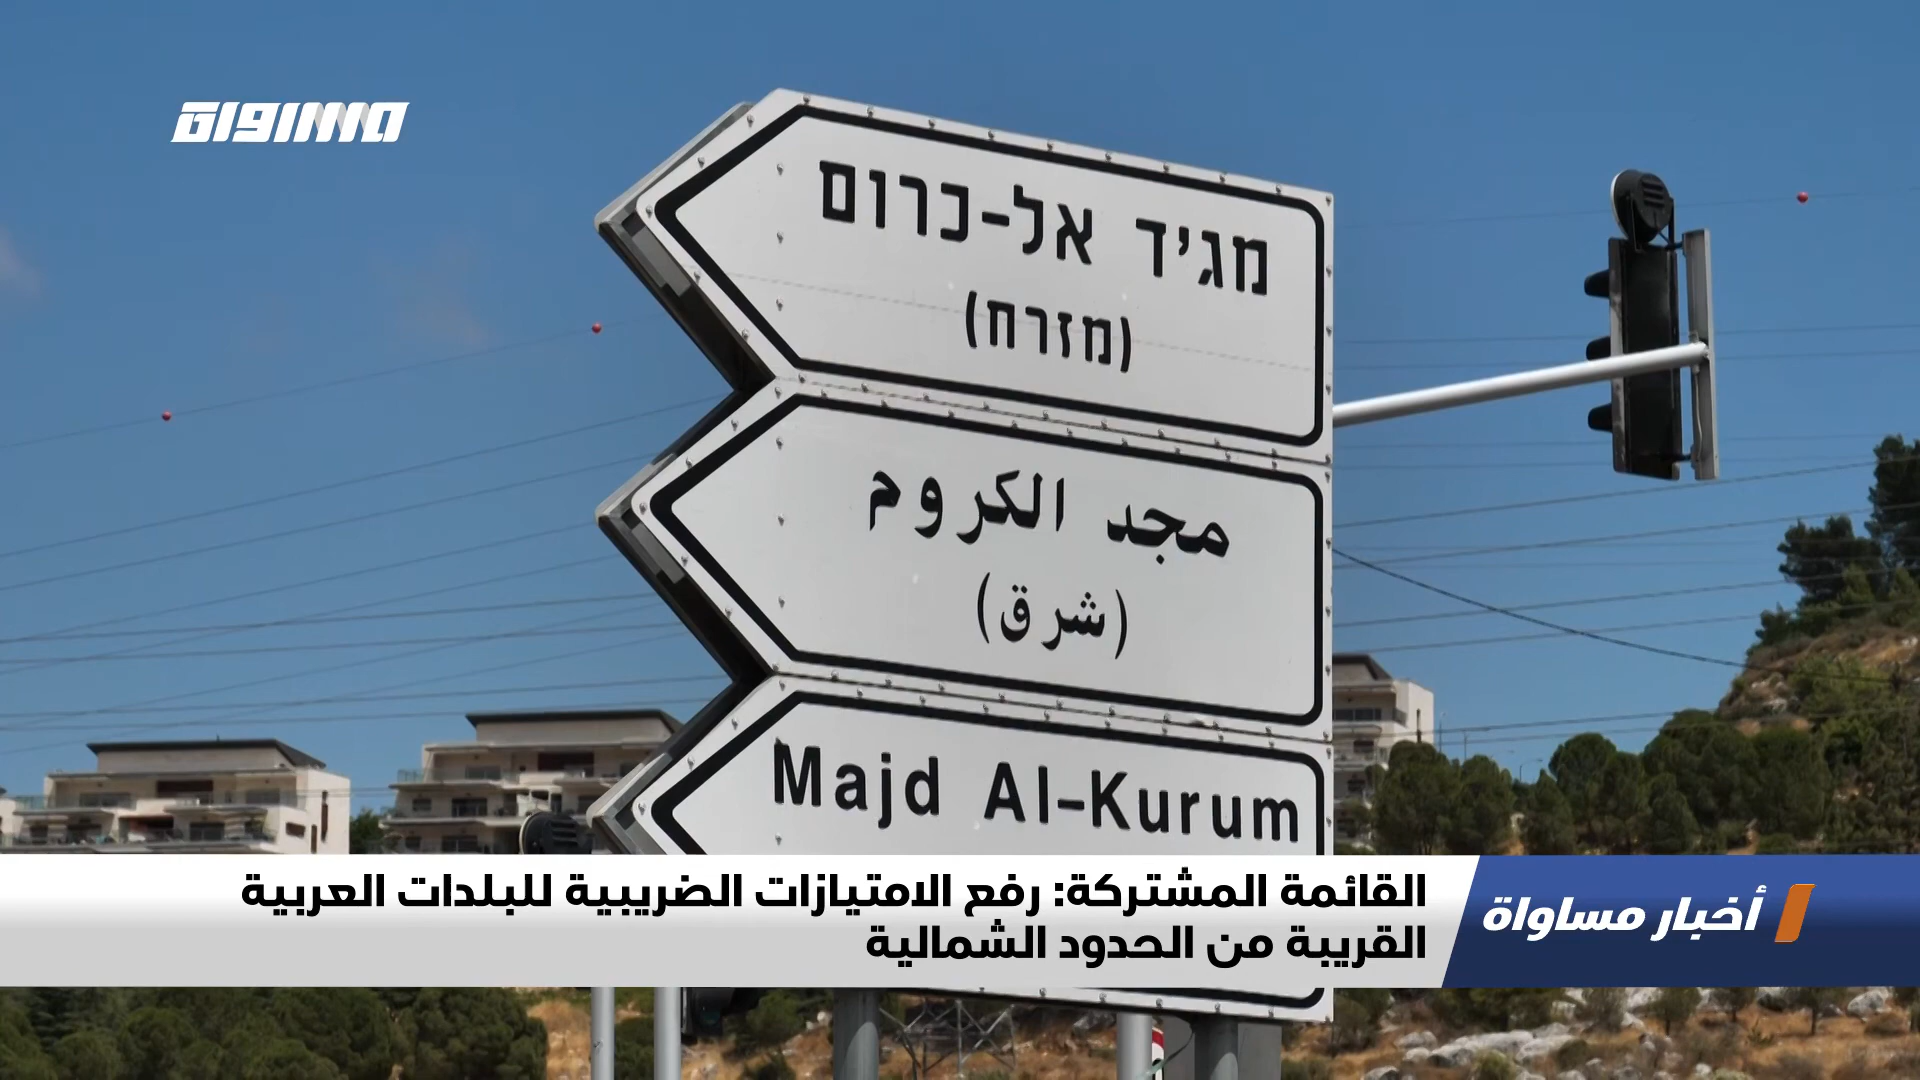 مساواة
מג'ד אל-כרום
(מזרח)
مجد الكروم
(شرق)
Majd Al-Kurum
أخبار مساواة
القائمة المشتركة: رفع الامتيازات الضريبية للبلدات العربية
القريبة من الحدود الشمالية